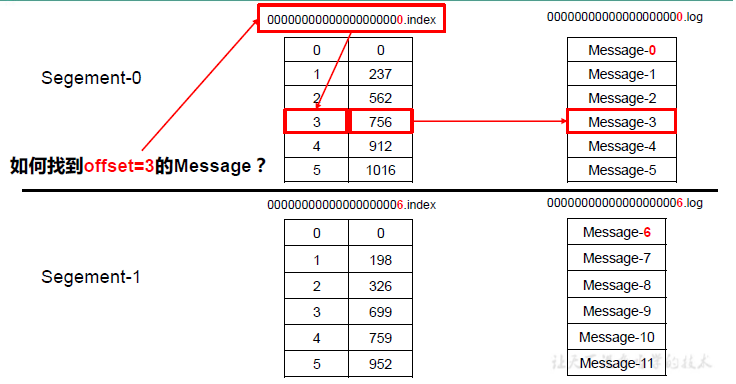 00000000000000000000.index
00000000000000000000.log
Segement-0
0 0
1 237
2 562
3 756
4 912
5 1016
Message-0
Message-1
Message-2
Message-3
Message-4
Message-5
如何找到offset=3的Message？
00000000000000000006.index
00000000000000000006.log
Segement-1
0 0
1 198
2 326
3 699
4 759
5 952
Message-6
Message-7
Message-8
Message-9
Message-10
Message-11